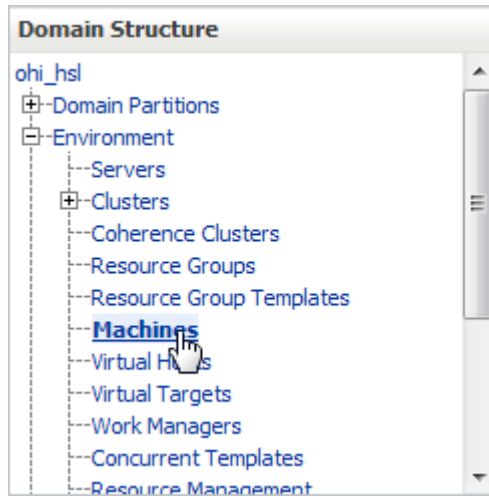 Domain Structure
ohi_hsl
Domain Partitions
Environment
Servers
Clusters
Coherence Clusters
Resource Groups
Resource Group Templates
Machines
Virtual Hosts
Virtual Targets
Work Managers
Concurrent Templates
Resource Management